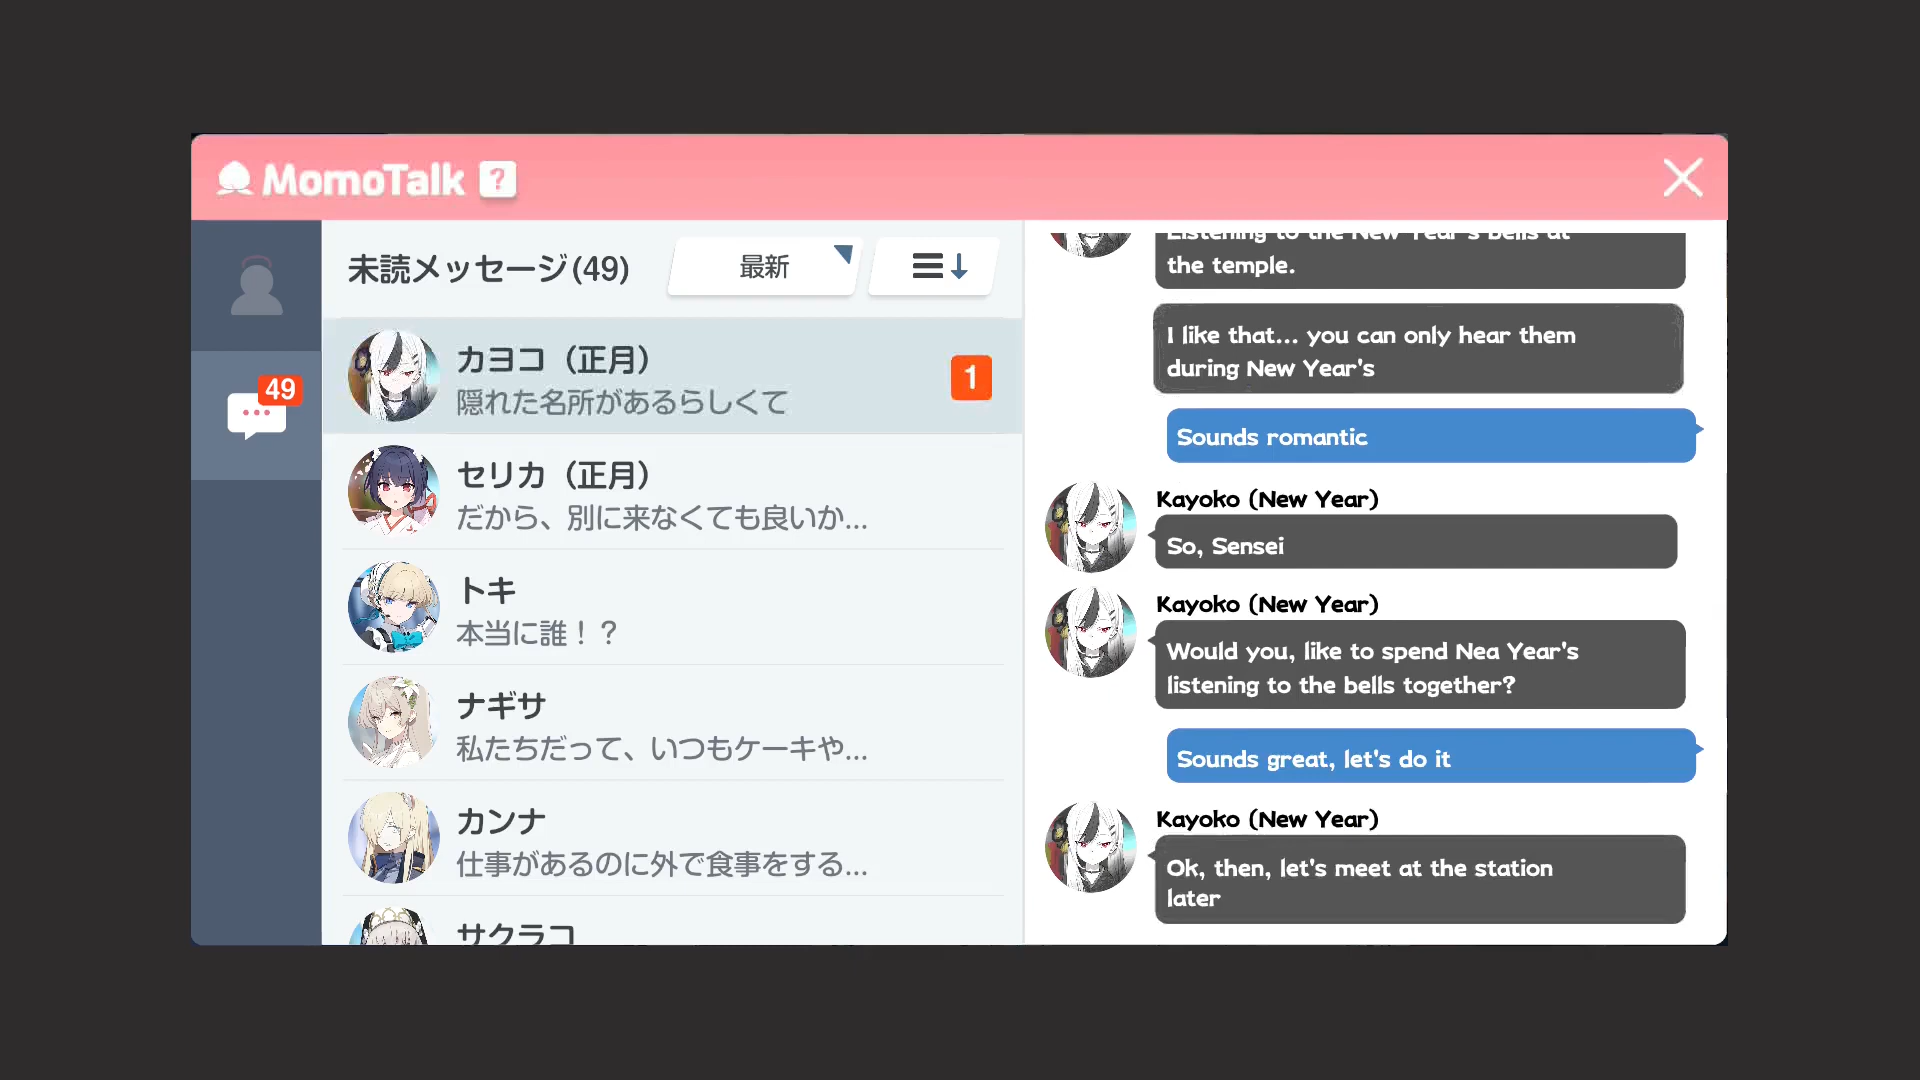 MomoTalk ?
未読メッセージ(49)
最新
49
カヨコ（正月）
隠れた名所があるらしくて
1
セリカ（正月）
だから、別に来なくても良いか...
トキ
本当に誰！？
ナギサ
私たちだって、いつもケーキや...
カンナ
仕事があるのに外で食事をする...
サクラコ
Listening to the New Year's bells at
the temple.
I like that... you can only hear them
during New Year's
Sounds romantic
Kayoko (New Year)
So, Sensei
Kayoko (New Year)
Would you, like to spend Nea Year's
listening to the bells together?
Sounds great, let's do it
Kayoko (New Year)
Ok, then, let's meet at the station
later